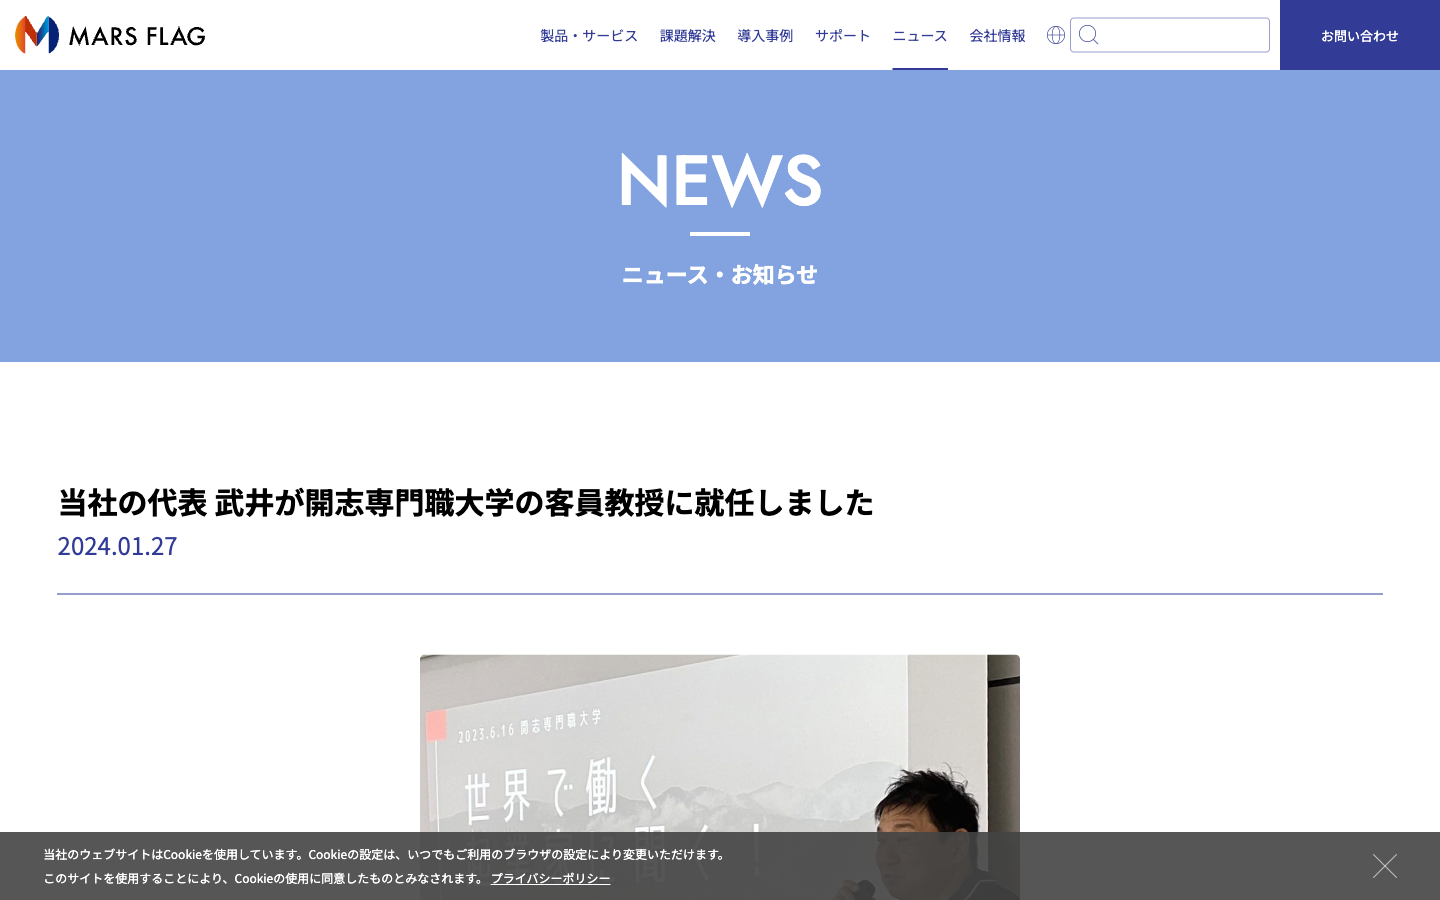 MARS FLAG
製品・サービス 課題解決 導入事例 サポート ニュース 会社情報 お問い合わせ
NEWS
ニュース・お知らせ
当社の代表 武井が開志専門職大学の客員教授に就任しました
2024.01.27
2023.6.16 開志専門職大学
世界で働く
聞く！
当社のウェブサイトはCookieを使用しています。Cookieの設定は、いつでもご利用のブラウザの設定により変更いただけます。
このサイトを使用することにより、Cookieの使用に同意したものとみなされます。 プライバシーポリシー